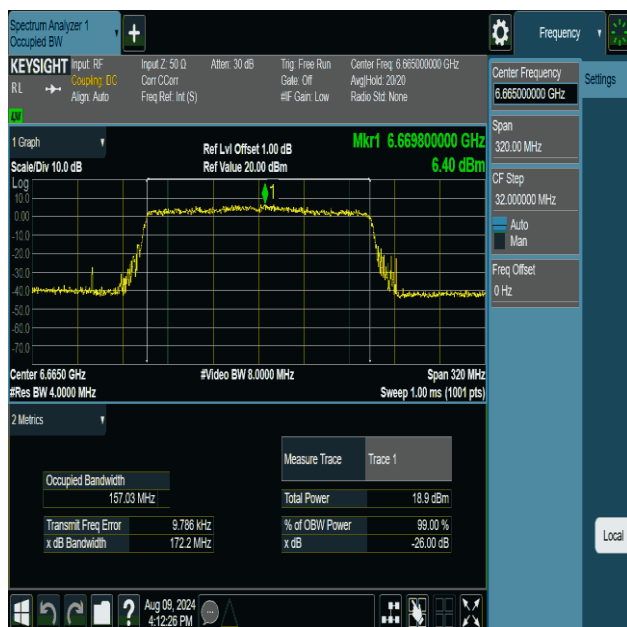 Spectrum Analyzer 1
Occupied BW
Frequency
KEYSIGHT
RL
Input: RF
Coupling: DC
Align: Auto
Input Z: 50 Ω
Corr CCorr
Freq Ref: Int (S)
Atten: 30 dB
Trig: Free Run
Gate: Off
#IF Gain: Low
Center Freq: 6.665000000 GHz
Avg|Hold: 20/20
Radio Std: None
Center Frequency
6.665000000 GHz
Settings
Span
320.00 MHz
CF Step
32.000000 MHz
Auto
Man
Freq Offset
0 Hz
Local
1 Graph
Scale/Div 10.0 dB
Ref Lvl Offset 1.00 dB
Ref Value 20.00 dBm
Mkr1 6.669800000 GHz
6.40 dBm
Log
10.0
0.00
-10.0
-20.0
-30.0
-40.0
-50.0
-60.0
-70.0
1
Center 6.6650 GHz
#Res BW 4.0000 MHz
#Video BW 8.0000 MHz
Span 320 MHz
Sweep 1.00 ms (1001 pts)
2 Metrics
Measure Trace Trace 1
Occupied Bandwidth
157.03 MHz
Total Power 18.9 dBm
Transmit Freq Error 9.786 kHz
% of OBW Power 99.00 %
x dB Bandwidth 172.2 MHz
x dB -26.00 dB
?
Aug 09, 2024
4:12:26 PM